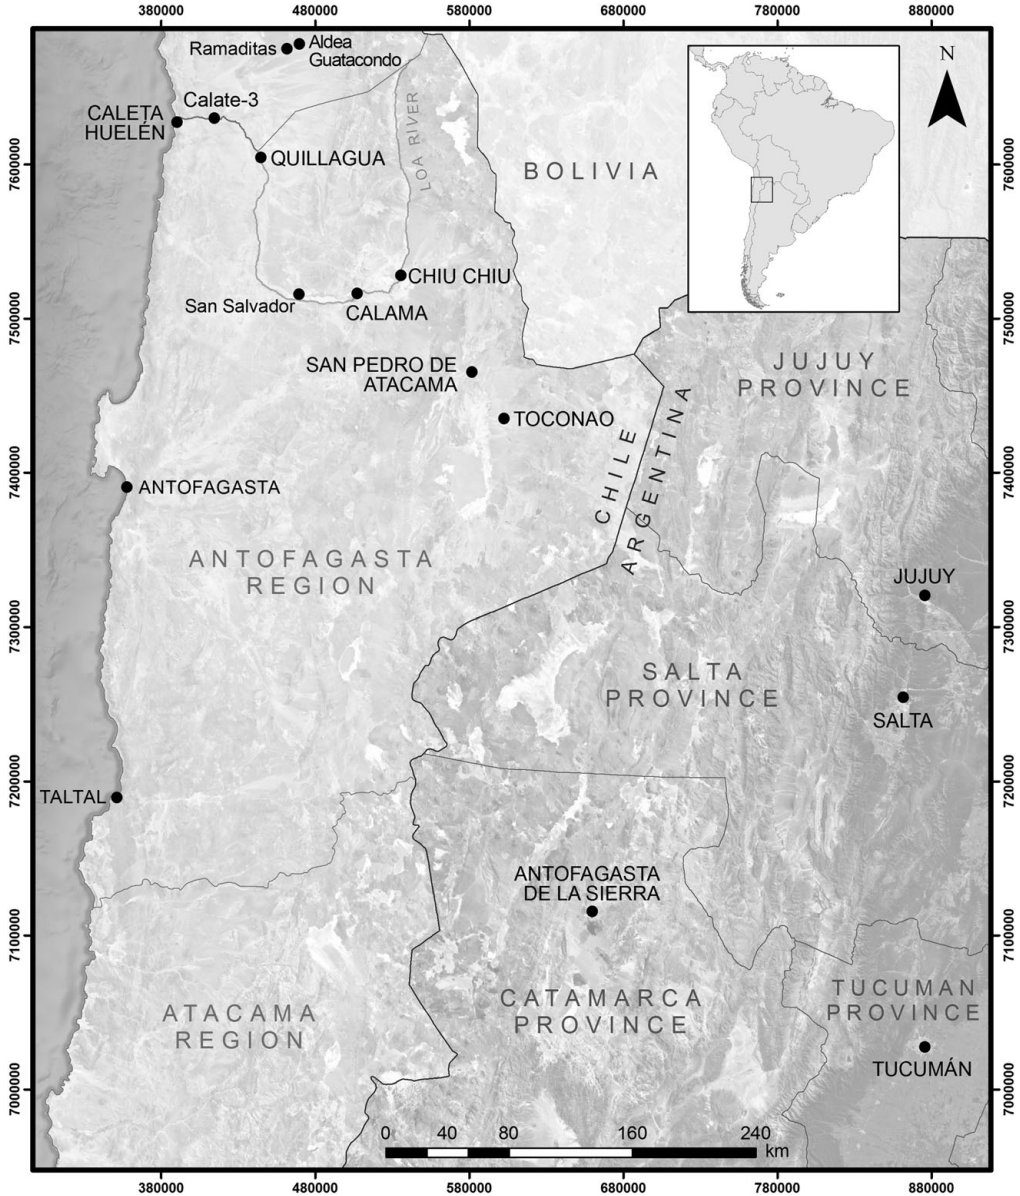 380000 480000 580000 680000 780000 880000
Ramaditas
Aldea
Guatacondo
N
Calate-3
CALETA
HUELÉN
LOA RIVER
QUILLAGUA
BOLIVIA
7600000
7600000
CHIU CHIU
San Salvador
CALAMA
7500000
7500000
SAN PEDRO DE
ATACAMA
JUJUY
PROVINCE
TOCONAO
CHILE
ARGENTINA
7400000
7400000
ANTOFAGASTA
ANTOFAGASTA
REGION
JUJUY
7300000
7300000
SALTA
PROVINCE
SALTA
7200000
7200000
TALTAL
ANTOFAGASTA
DE LA SIERRA
7100000
7100000
CATAMARCA
PROVINCE
TUCUMAN
PROVINCE
ATACAMA
REGION
TUCUMÁN
7000000
7000000
0 40 80 160 240
km
380000 480000 580000 680000 780000 880000